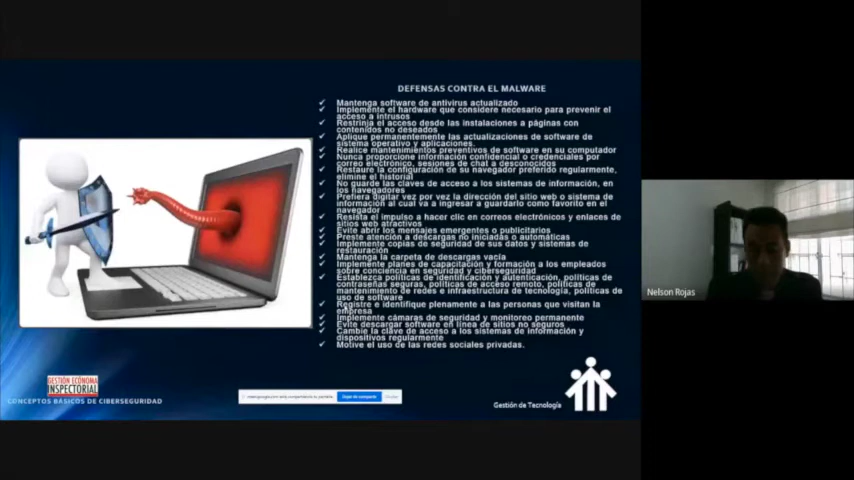 DEFENSAS CONTRA EL MALWARE
Mantenga software de antivirus actualizado
Implemente el hardware que considere necesario para prevenir el
acceso a intrusos
Restrinja el acceso desde las instalaciones a páginas con
contenidos no deseados
Aplique permanentemente las actualizaciones de software de
sistema operativo y aplicaciones.
Realice mantenimientos preventivos de software en su computador
Nunca proporcione información confidencial o credenciales por
correo electrónico, sesiones de chat a desconocidos
Restaure la configuración de su navegador preferido regularmente,
elimine el historial
No guarde las claves de acceso a los sistemas de información, en
los navegadores
Prefiera digitar vez por vez la dirección del sitio web o sistema de
información al cual va a ingresar a guardarlo como favorito en el
navegador
Resista el impulso a hacer clic en correos electrónicos y enlaces de
sitios web atractivos
Evite abrir los mensajes emergentes o publicitarios
Preste atención a descargas no iniciadas o automáticas
Implemente copias de seguridad de sus datos y sistemas de
restauración
Mantenga la carpeta de descargas vacía
Implemente planes de capacitación y formación a los empleados
sobre conciencia en seguridad y ciberseguridad
Establezca políticas de identificación y autenticación, políticas de
contraseñas seguras, políticas de acceso remoto, políticas de
mantenimiento de redes e infraestructura de tecnología, políticas de
uso de software
Registre e identifique plenamente a las personas que visitan la
empresa
Implemente cámaras de seguridad y monitoreo permanente
Evite descargar software en línea de sitios no seguros
Cambie la clave de acceso a los sistemas de información y
dispositivos regularmente
Motive el uso de las redes sociales privadas.
GESTIÓN ECÓNOMA
INSPECTORIAL
CONCEPTOS BÁSICOS DE CIBERSEGURIDAD
Dejar de compartir
Gestión de Tecnología
Nelson Rojas